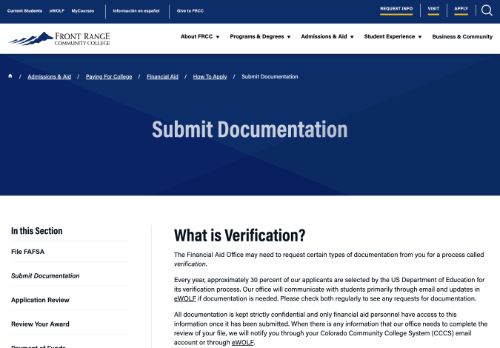 Current Students eWOLF MyCourses Información en español Give to FRCC REQUEST INFO VISIT APPLY
FRONT RANGE
COMMUNITY COLLEGE
About FRCC Programs & Degrees Admissions & Aid Student Experience Business & Community
/ Admissions & Aid / Paying For College / Financial Aid / How To Apply / Submit Documentation
Submit Documentation
In this Section
File FAFSA
Submit Documentation
Application Review
Review Your Award
What is Verification?
The Financial Aid Office may need to request certain types of documentation from you for a process called
verification.
Every year, approximately 30 percent of our applicants are selected by the US Department of Education for
its verification process. Our office will communicate with students primarily through email and updates in
eWOLF if documentation is needed. Please check both regularly to see any requests for documentation.
All documentation is kept strictly confidential and only financial aid personnel have access to this
information once it has been submitted. When there is any information that our office needs to complete the
review of your file, we will notify you through your Colorado Community College System (CCCS) email
account or through eWOLF.